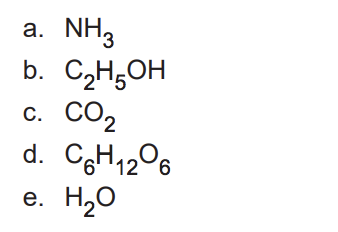 a. NH₃
b. C₂H₅OH
c. CO₂
d. C₆H₁₂O₆
e. H₂O